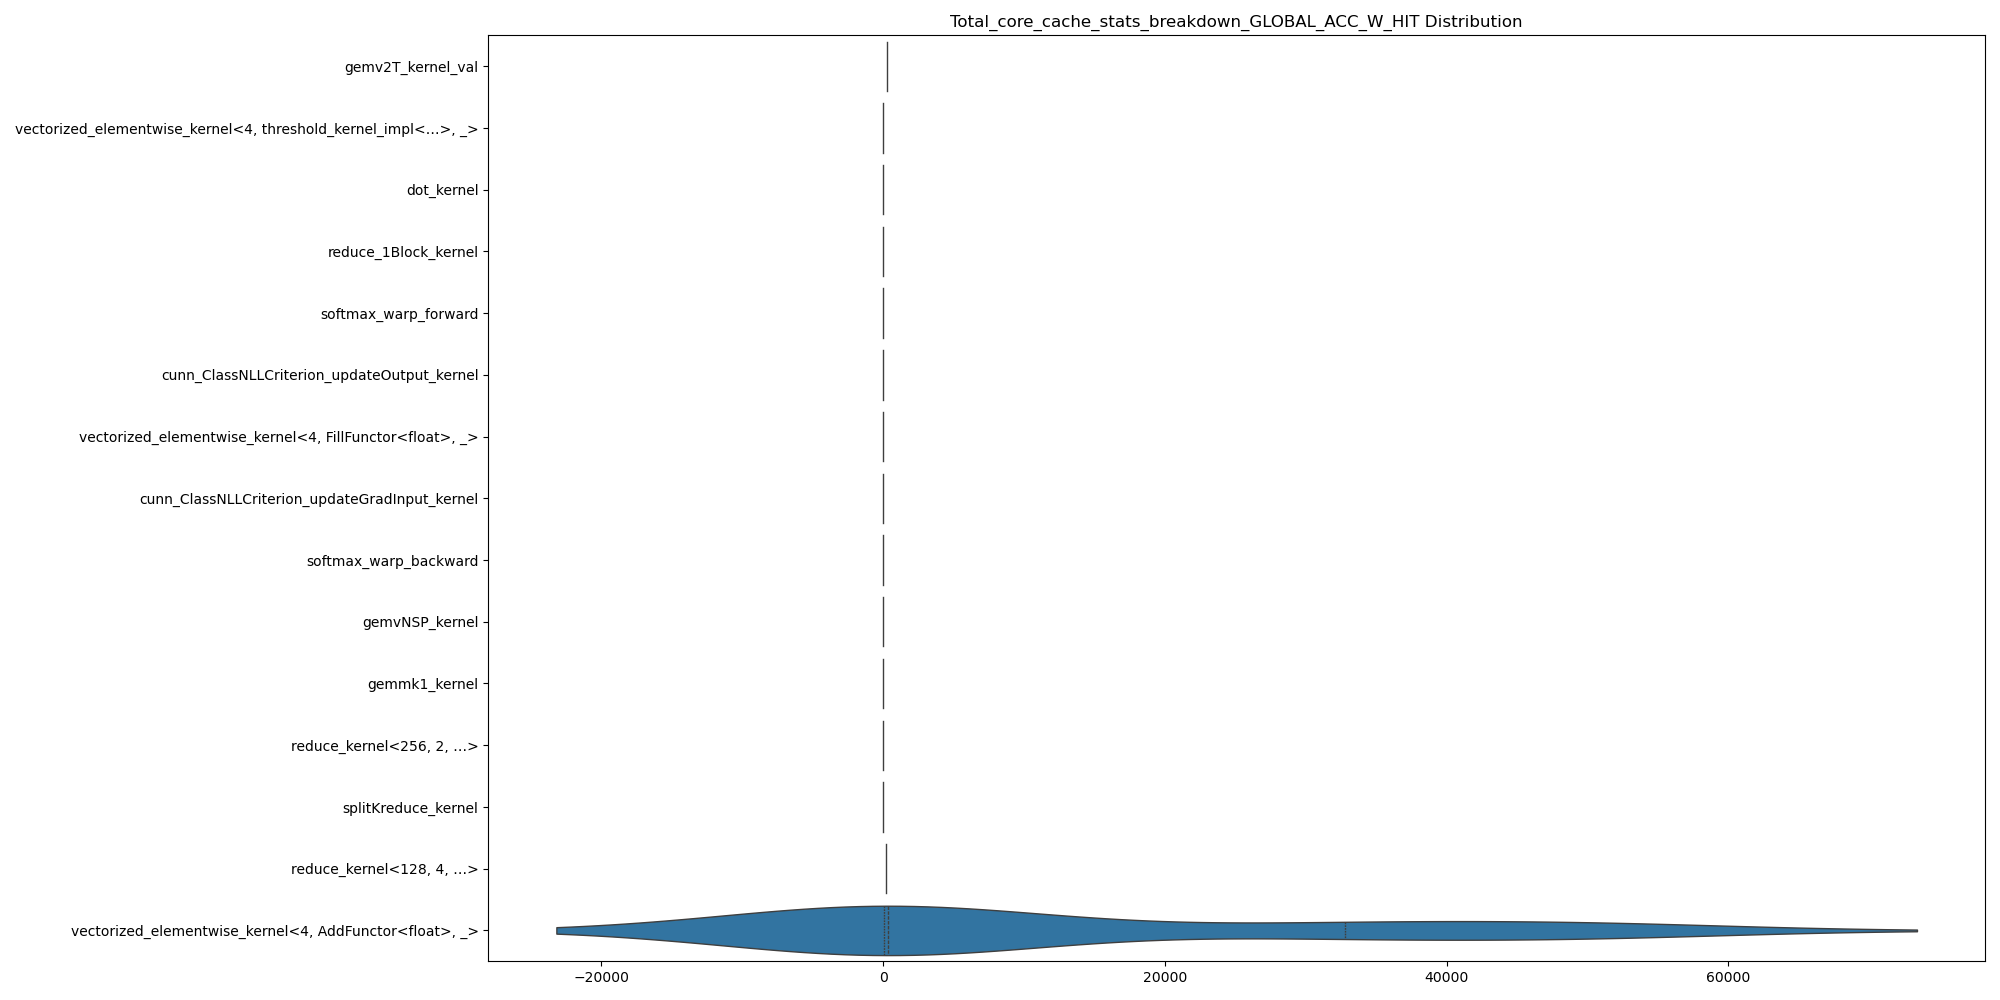 Total_core_cache_stats_breakdown_GLOBAL_ACC_W_HIT Distribution
gemv2T_kernel_val
vectorized_elementwise_kernel<4, threshold_kernel_impl<...>, _>
dot_kernel
reduce_1Block_kernel
softmax_warp_forward
cunn_ClassNLLCriterion_updateOutput_kernel
vectorized_elementwise_kernel<4, FillFunctor<float>, _>
cunn_ClassNLLCriterion_updateGradInput_kernel
softmax_warp_backward
gemvNSP_kernel
gemmk1_kernel
reduce_kernel<256, 2, ...>
splitKreduce_kernel
reduce_kernel<128, 4, ...>
vectorized_elementwise_kernel<4, AddFunctor<float>, _>
−20000 0 20000 40000 60000